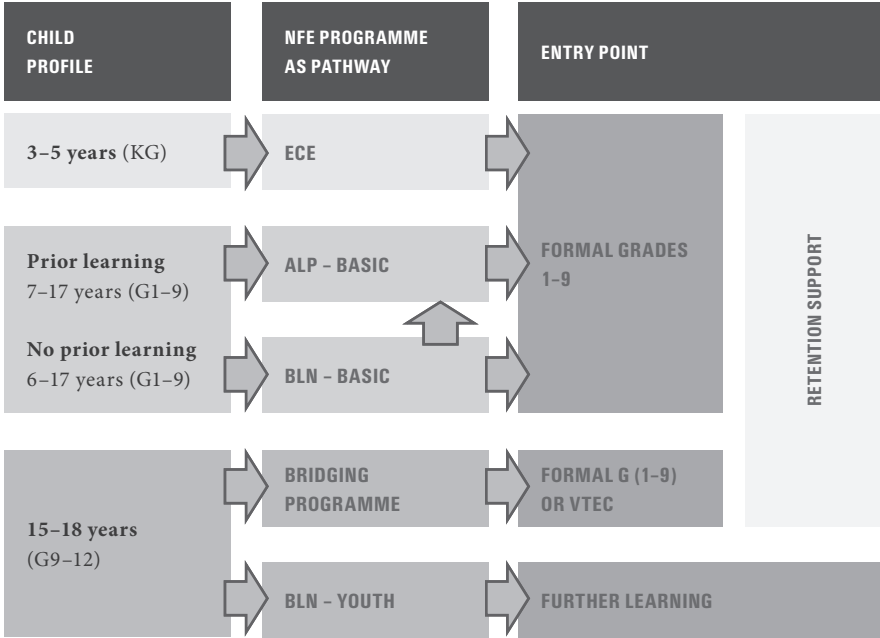 CHILD
PROFILE
NFE PROGRAMME
AS PATHWAY
ENTRY POINT
3–5 years (KG)
ECE
Prior learning
7–17 years (G1–9)
ALP – BASIC
FORMAL GRADES
1–9
No prior learning
6–17 years (G1–9)
BLN – BASIC
RETENTION SUPPORT
15–18 years
(G9–12)
BRIDGING
PROGRAMME
FORMAL G (1–9)
OR VTEC
BLN – YOUTH
FURTHER LEARNING